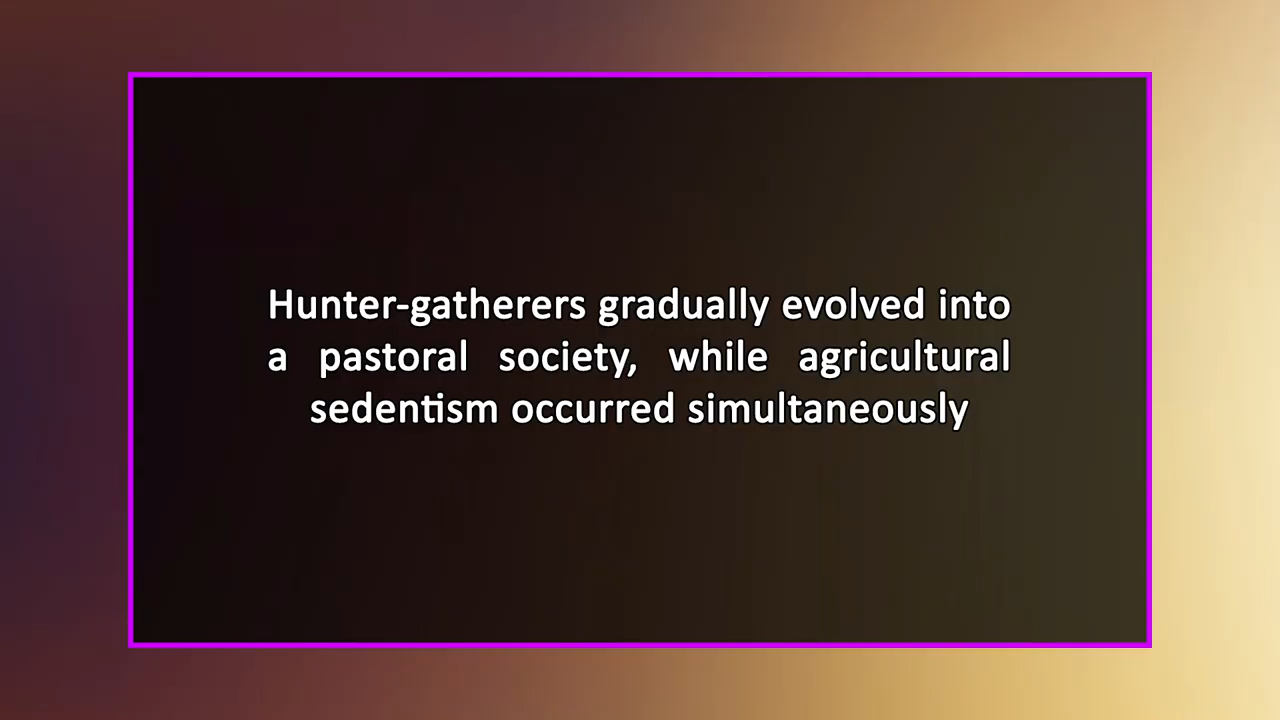 Hunter-gatherers gradually evolved into
a pastoral society, while agricultural
sedentism occurred simultaneously